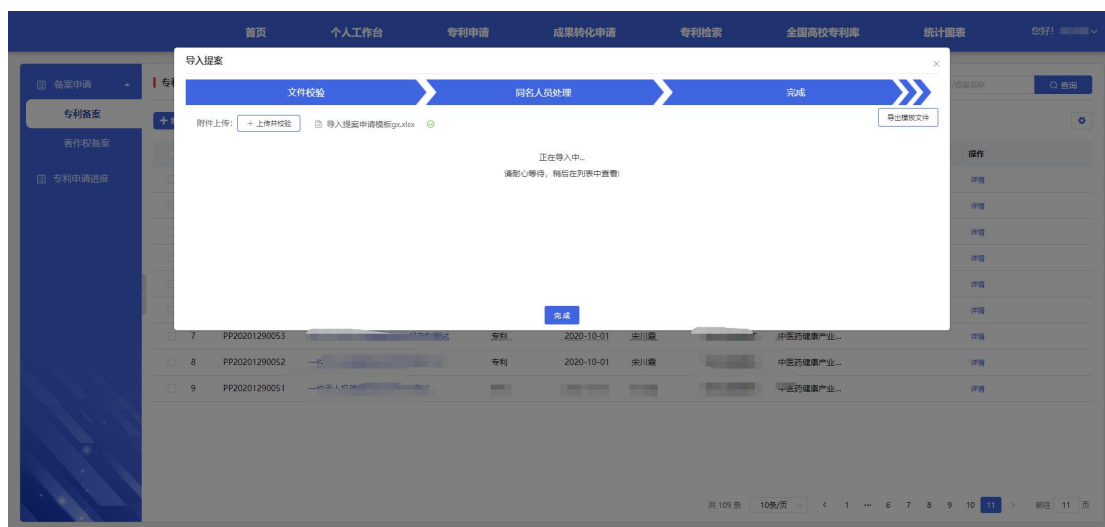 首页 个人工作台 专利申请 成果转化申请 专利检索 全国高校专利库 统计图表 您好!
导入提案
备案申请
专利备案
著作权备案
专利申请进度
文件校验 同名人员处理 完成
附件上传: + 上传并校验 导入提案申请模板gx.xlsx 导出模板文件
正在导入中...
请耐心等待,稍后在列表中查看!
完成
查询
操作
详情
详情
详情
详情
详情
详情
7 PP20201290053 专利 2020-10-01 宋川霞 中医药健康产业... 详情
8 PP20201290052 专利 2020-10-01 宋川霞 中医药健康产业... 详情
9 PP20201290051 中医药健康产业... 详情
共 109 条 10条/页 < 1 ... 6 7 8 9 10 11 > 前往 11 页